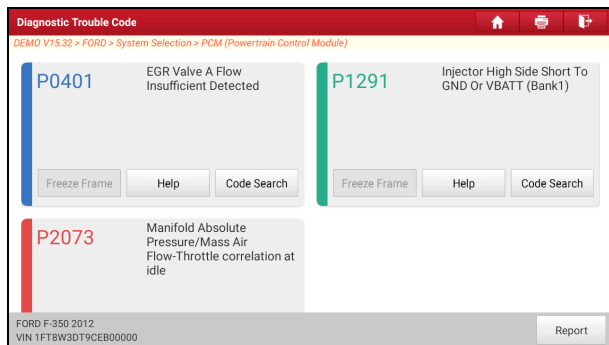 Diagnostic Trouble Code
DEMO V15.32 > FORD > System Selection > PCM (Powertrain Control Module)
P0401
EGR Valve A Flow
Insufficient Detected
Freeze Frame
Help
Code Search
P1291
Injector High Side Short To
GND Or VBATT (Bank1)
Freeze Frame
Help
Code Search
P2073
Manifold Absolute
Pressure/Mass Air
Flow-Throttle correlation at
idle
FORD F-350 2012
VIN 1FT8W3DT9CEB00000
Report